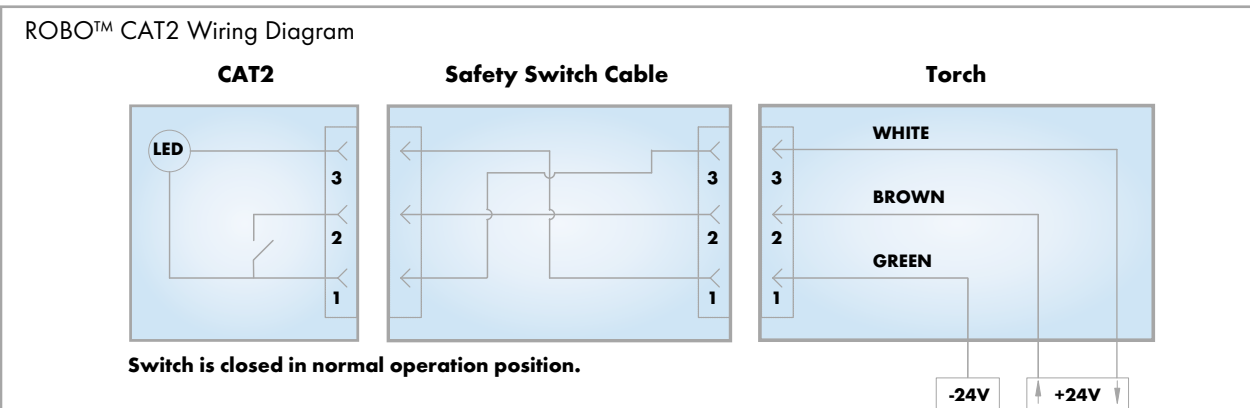 ROBO™ CAT2 Wiring Diagram
CAT2
Safety Switch Cable
Torch
LED
3
2
1
3
2
1
3
2
1
WHITE
BROWN
GREEN
Switch is closed in normal operation position.
-24V
+24V